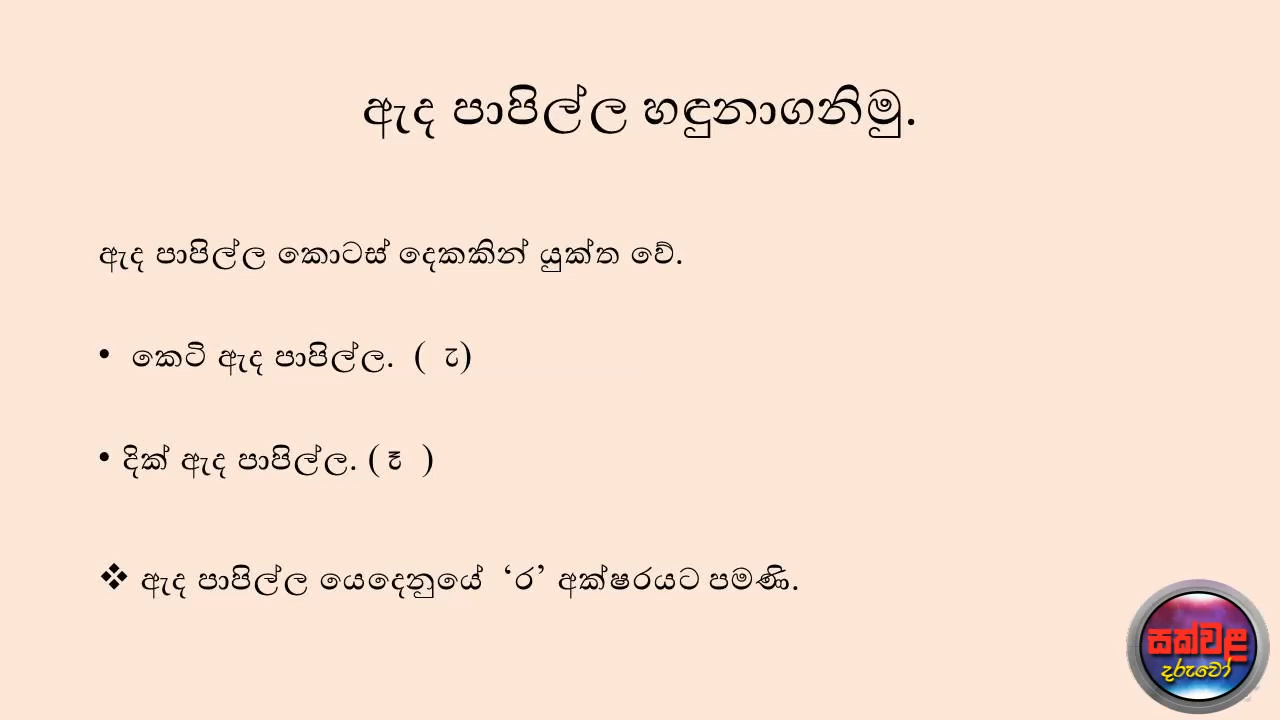 ඇද පාපිල්ල හඳුනාගනිමු.
ඇද පාපිල්ල කොටස් දෙකකින් යුක්ත වේ.
• කෙටි ඇද පාපිල්ල. ( ැ)
• දික් ඇද පාපිල්ල. (ෑ )
❖ ඇද පාපිල්ල යෙදෙනුයේ ‘ර’ අක්ෂරයට පමණි.
සක්වළ
දරුවෝ